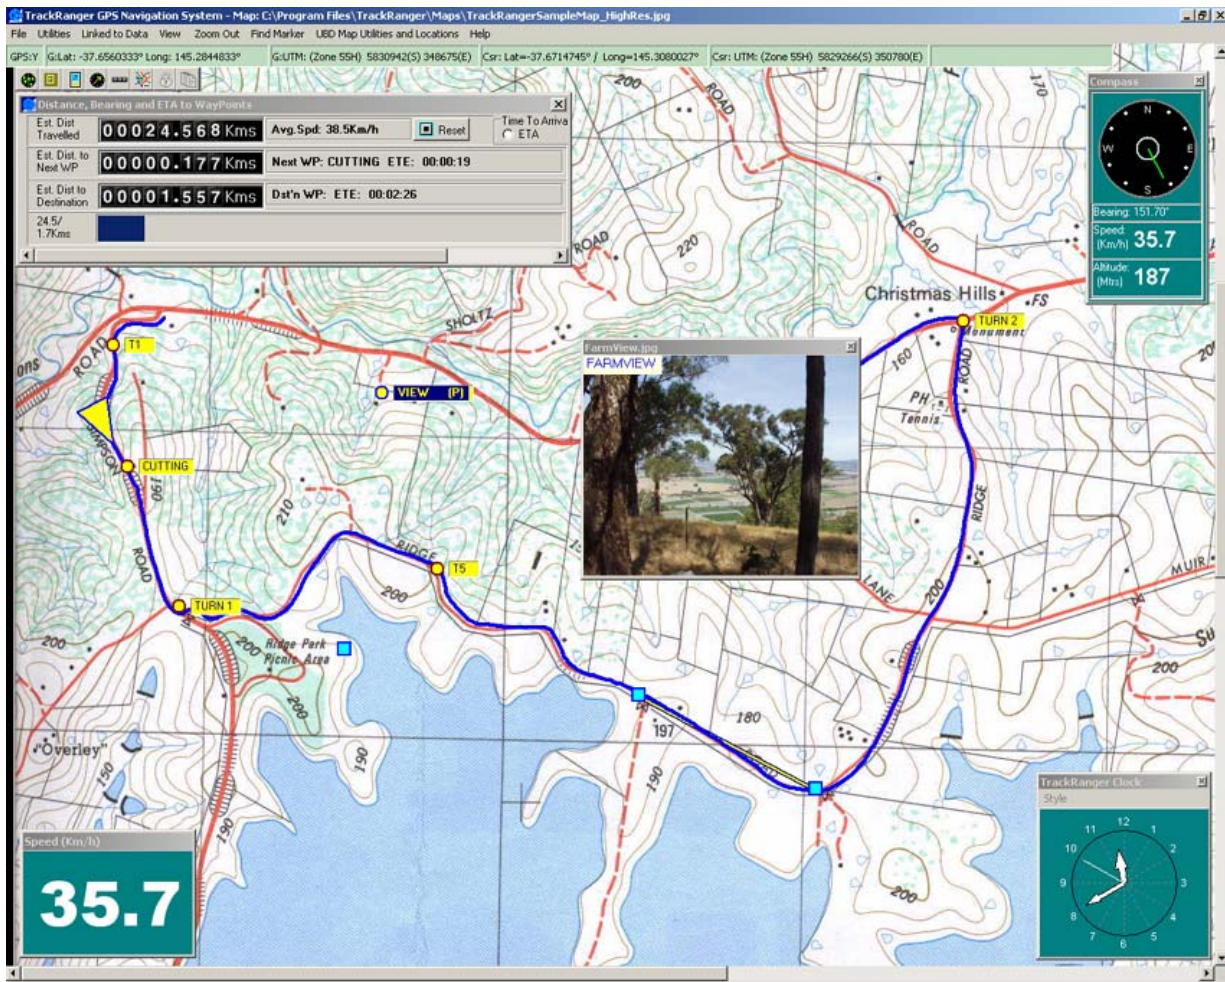 TrackRanger GPS Navigation System - Map: C:\Program Files\TrackRanger\Maps\TrackRangerSampleMap_HighRes.jpg
File Utilities Linked to Data View Zoom Out Find Marker UBD Map Utilities and Locations Help
GPS:Y G:Lat: -37.6560333° Long: 145.2844833° G:UTM: (Zone 55H) 5830942(S) 348675(E) Csr: Lat=-37.6714745° / Long=145.3080027° Csr: UTM: (Zone 55H) 5829266(S) 350780(E)
Distance, Bearing and ETA to WayPoints
Est. Dist Travelled 00024.568 Kms Avg.Spd: 38.5Km/h Reset Time To Arriva
ETA
Est. Dist. to Next WP 00000.177 Kms Next WP: CUTTING ETE: 00:00:19
Est. Dist to Destination 00001.557 Kms Dst'n WP: ETE: 00:02:26
24.5/
1.7Kms
Compass
N
W E
S
Bearing: 151.70°
Speed: (Km/h) 35.7
Altitude: (Mtrs) 187
200
ROAD
170
ROAD
220
ROAD
Christmas Hills
FS
SHOLTZ
TURN 2
Monument
160
ROAD
T1
ROAD
ons
FarmView.jpg
FARMVIEW
VIEW (P)
PH
Tennis
SIMPSON
CUTTING
190
210
RIDGE
ROAD
RIDGE
T5
200
LANE
200
MUIR
TURN 1
200
200
Ridge Park
Picnic Area
200
200
180
197
"Overley"
150
190
190
190
200
TrackRanger Clock
Style
12
11 1
10 2
9 3
8 4
7 5
6
Speed (Km/h)
35.7